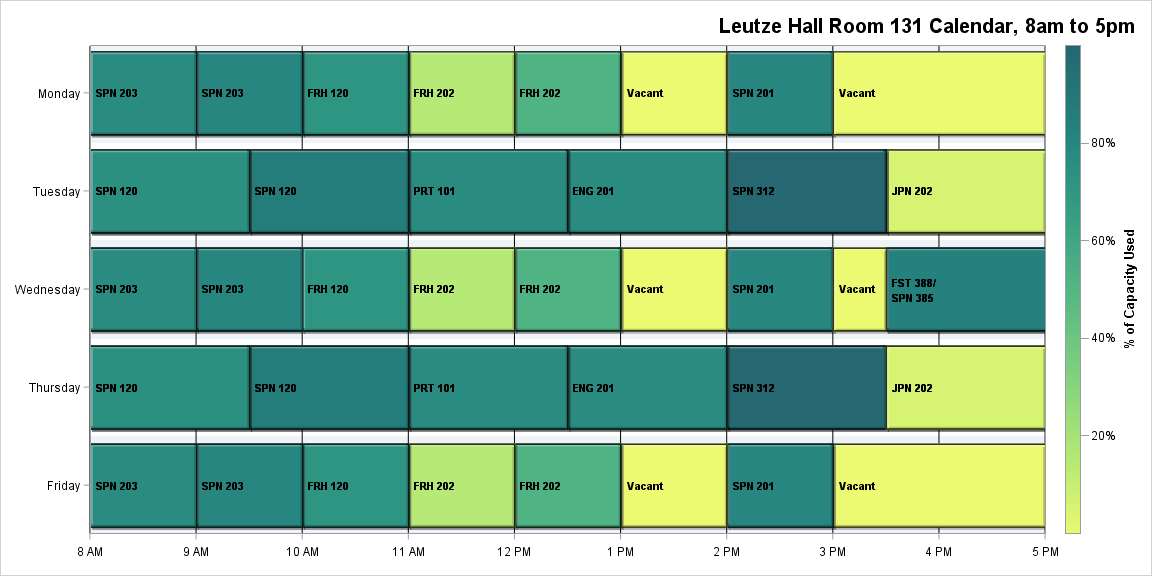 Leutze Hall Room 131 Calendar, 8am to 5pm
Monday
SPN 203
SPN 203
FRH 120
FRH 202
FRH 202
Vacant
SPN 201
Vacant
Tuesday
SPN 120
SPN 120
PRT 101
ENG 201
SPN 312
JPN 202
Wednesday
SPN 203
SPN 203
FRH 120
FRH 202
FRH 202
Vacant
SPN 201
Vacant
FST 388/
SPN 385
Thursday
SPN 120
SPN 120
PRT 101
ENG 201
SPN 312
JPN 202
Friday
SPN 203
SPN 203
FRH 120
FRH 202
FRH 202
Vacant
SPN 201
Vacant
8 AM
9 AM
10 AM
11 AM
12 PM
1 PM
2 PM
3 PM
4 PM
5 PM
80%
60%
40%
20%
% of Capacity Used